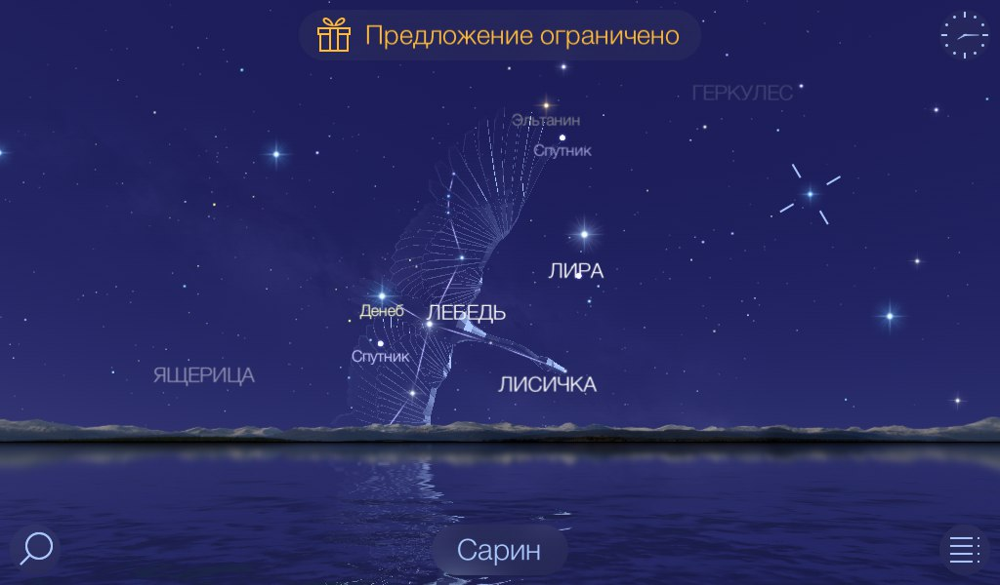 Предложение ограничено
ГЕРКУЛЕС
Эльтанин
Спутник
ЛИРА
Денеб
ЛЕБЕДЬ
Спутник
ЯЩЕРИЦА
ЛИСИЧКА
Сарин